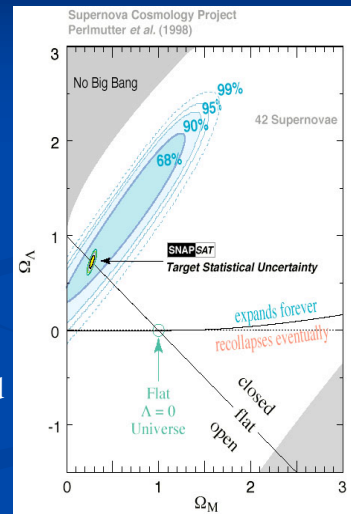 Supernova Cosmology Project
Perlmutter et al. (1998)
3
No Big Bang
99%
95%
90%
42 Supernovae
2
68%
1
SNAP SAT
Target Statistical Uncertainty
ΩΛ
expands forever
0
recollapses eventually
d
Flat
Λ = 0
Universe
closed
flat
open
-1
0
1
2
3
ΩM